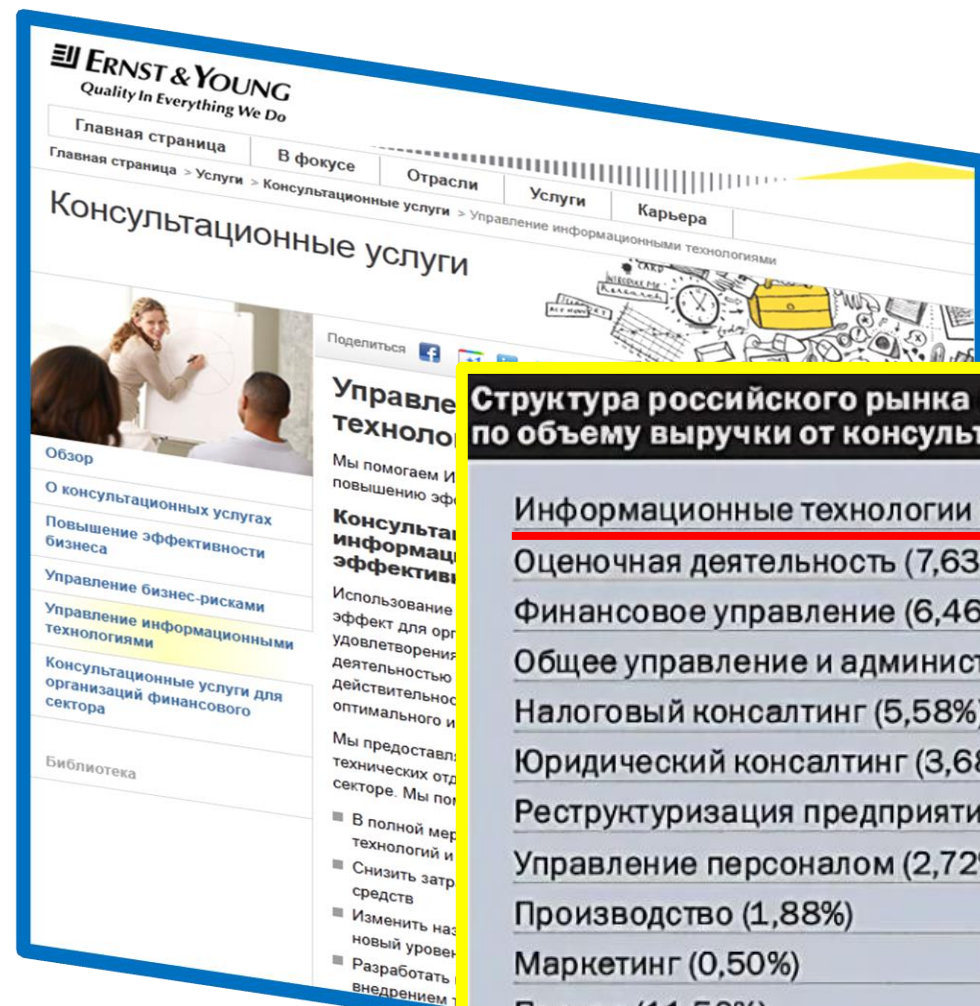 ERNST & YOUNG
Quality In Everything We Do
Главная страница
В фокусе
Отрасли
Услуги
Карьера
Главная страница > Услуги > Консультационные услуги > Управление информационными технологиями
Консультационные услуги
Поделиться
Обзор
О консультационных услугах
Повышение эффективности
бизнеса
Управление бизнес-рисками
Управление информационными
технологиями
Консультационные услуги для
организаций финансового
сектора
Библиотека
Управле
техноло
Мы помогаем И
повышению эфф
Консульта
информац
эффектив
Использование
эффект для орг
удовлетворения
деятельностью
действительнос
оптимального и
Мы предоставл
технических отд
секторе. Мы по
В полной мер
технологий и
Снизить затр
средств
Изменить наз
новый уровен
Разработать
внедрением т
Структура российского рынка
по объему выручки от консульт
Информационные технологии
Оценочная деятельность (7,63
Финансовое управление (6,46
Общее управление и админист
Налоговый консалтинг (5,58%)
Юридический консалтинг (3,68
Реструктуризация предприяти
Управление персоналом (2,72%
Производство (1,88%)
Маркетинг (0,50%)